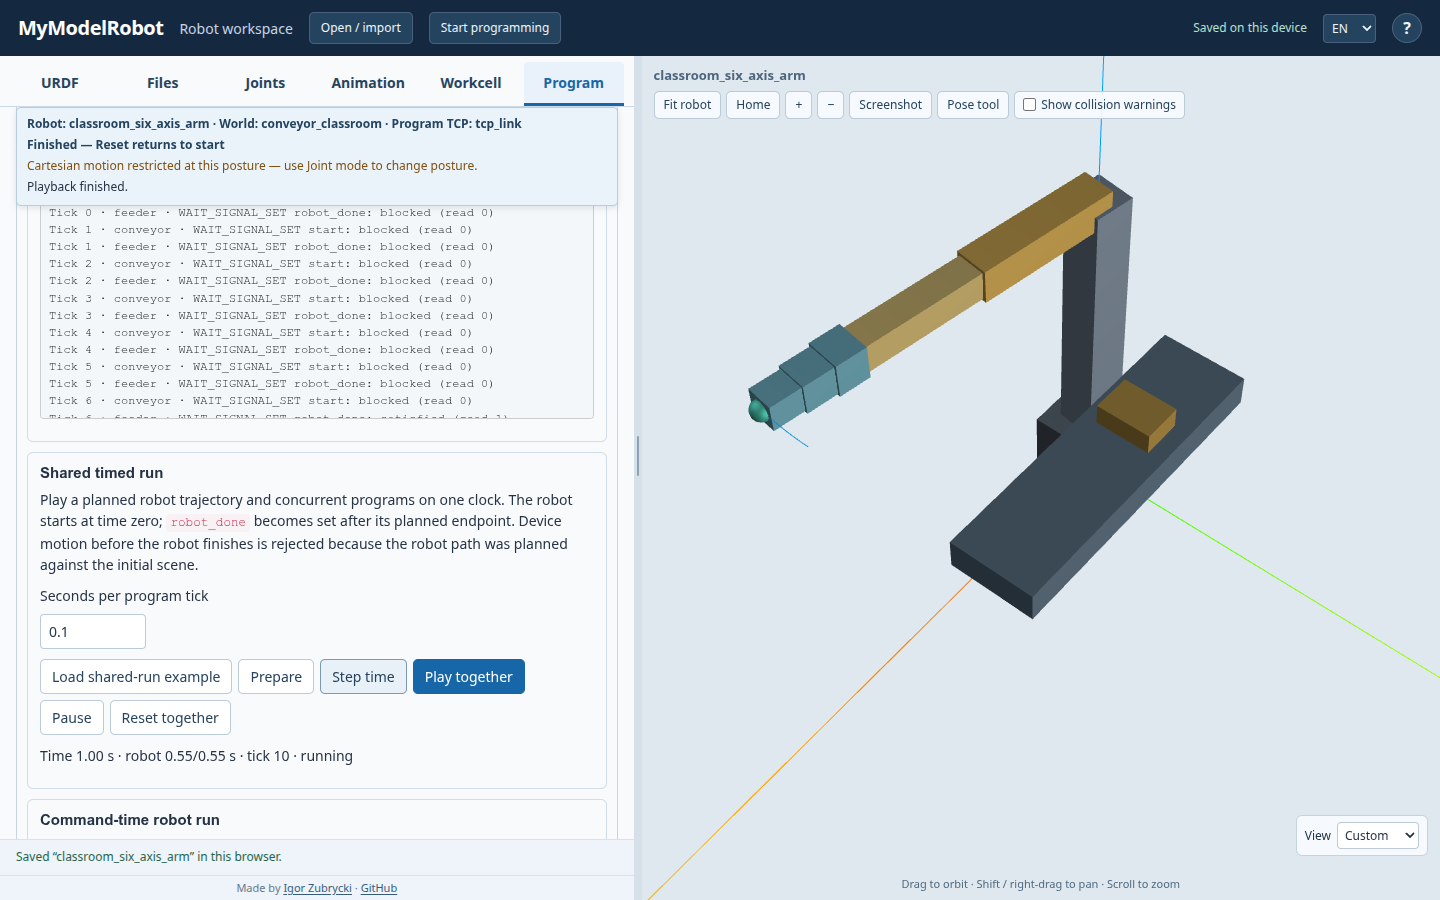 MyModelRobot Robot workspace Open / import Start programming Saved on this device EN ?
URDF Files Joints Animation Workcell Program
Robot: classroom_six_axis_arm · World: conveyor_classroom · Program TCP: tcp_link
Finished — Reset returns to start
Cartesian motion restricted at this posture — use Joint mode to change posture.
Playback finished.
Tick 0 · feeder · WAIT_SIGNAL_SET robot_done: blocked (read 0)
Tick 1 · conveyor · WAIT_SIGNAL_SET start: blocked (read 0)
Tick 1 · feeder · WAIT_SIGNAL_SET robot_done: blocked (read 0)
Tick 2 · conveyor · WAIT_SIGNAL_SET start: blocked (read 0)
Tick 2 · feeder · WAIT_SIGNAL_SET robot_done: blocked (read 0)
Tick 3 · conveyor · WAIT_SIGNAL_SET start: blocked (read 0)
Tick 3 · feeder · WAIT_SIGNAL_SET robot_done: blocked (read 0)
Tick 4 · conveyor · WAIT_SIGNAL_SET start: blocked (read 0)
Tick 4 · feeder · WAIT_SIGNAL_SET robot_done: blocked (read 0)
Tick 5 · conveyor · WAIT_SIGNAL_SET start: blocked (read 0)
Tick 5 · feeder · WAIT_SIGNAL_SET robot_done: blocked (read 0)
Tick 6 · conveyor · WAIT_SIGNAL_SET start: blocked (read 0)
Tick 6 · feeder · WAIT_SIGNAL_SET robot_done: satisfied (read 1)
Shared timed run
Play a planned robot trajectory and concurrent programs on one clock. The robot
starts at time zero; robot_done becomes set after its planned endpoint. Device
motion before the robot finishes is rejected because the robot path was planned
against the initial scene.
Seconds per program tick
0.1
Load shared-run example Prepare Step time Play together
Pause Reset together
Time 1.00 s · robot 0.55/0.55 s · tick 10 · running
Command-time robot run
Saved “classroom_six_axis_arm” in this browser.
Made by Igor Zubrycki · GitHub
classroom_six_axis_arm
Fit robot Home + − Screenshot Pose tool Show collision warnings
View Custom
Drag to orbit · Shift / right-drag to pan · Scroll to zoom